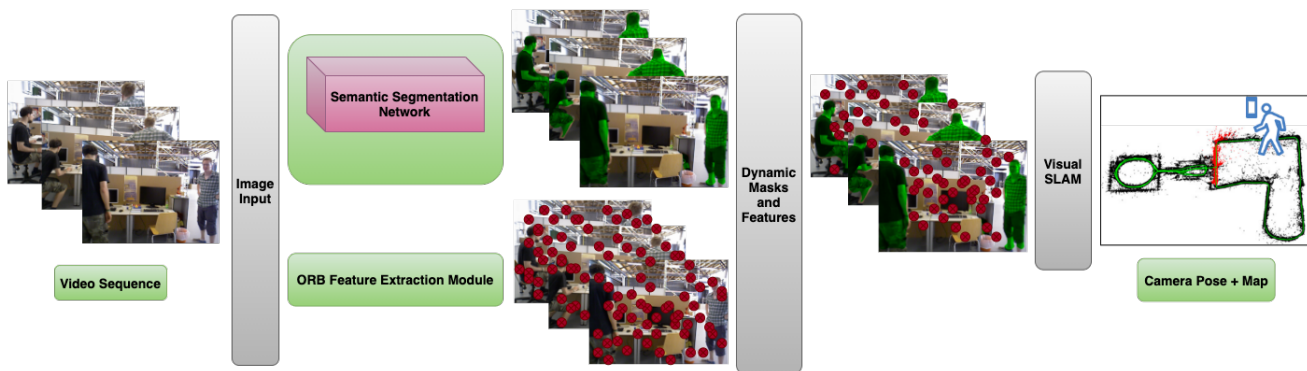 Video Sequence
Image
Input
Semantic Segmentation
Network
ORB Feature Extraction Module
Dynamic
Masks
and
Features
Visual
SLAM
Camera Pose + Map